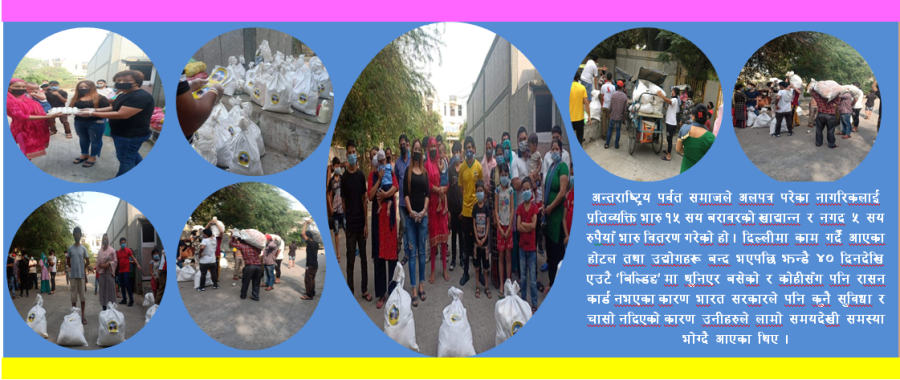 अन्तराष्ट्रिय पर्वत समाजले अलपत्र परेका नागरिकलाई
प्रतिव्यक्ति भारु १५ सय बराबरको खाद्यान्न र नगद ५ सय
रुपैयाँ भारु वितरण गरेको हो । दिल्लीमा काम गर्दै आएका
होटल तथा उद्योगहरू बन्द भएपछि झन्डै ४० दिनदेखि
एउटै 'बिल्डिङ' मा थुनिएर बसेको र कोहीसँग पनि रासन
कार्ड नभएका कारण भारत सरकारले पनि कुनै सुविधा र
चासो नदिएको कारण उनीहरुले लामो समयदेखी समस्या
भोग्दै आएका थिए ।